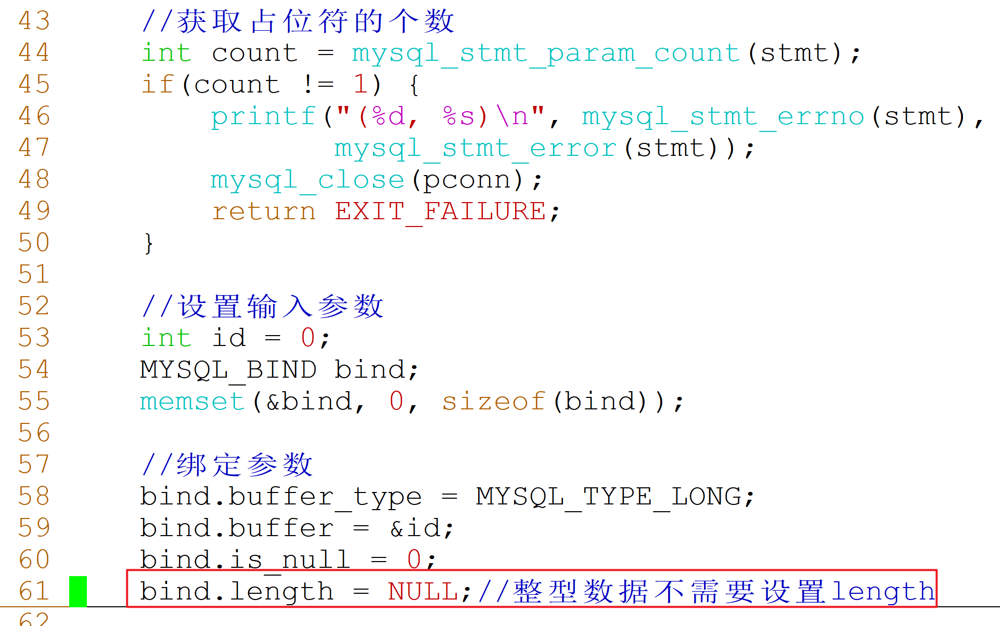 43 //获取占位符的个数
44 int count = mysql_stmt_param_count(stmt);
45 if(count != 1) {
46 printf("(%d, %s)\n", mysql_stmt_errno(stmt),
47 mysql_stmt_error(stmt));
48 mysql_close(pconn);
49 return EXIT_FAILURE;
50 }
51
52 //设置输入参数
53 int id = 0;
54 MYSQL_BIND bind;
55 memset(&bind, 0, sizeof(bind));
56
57 //绑定参数
58 bind.buffer_type = MYSQL_TYPE_LONG;
59 bind.buffer = &id;
60 bind.is_null = 0;
61 bind.length = NULL;//整型数据不需要设置length
62